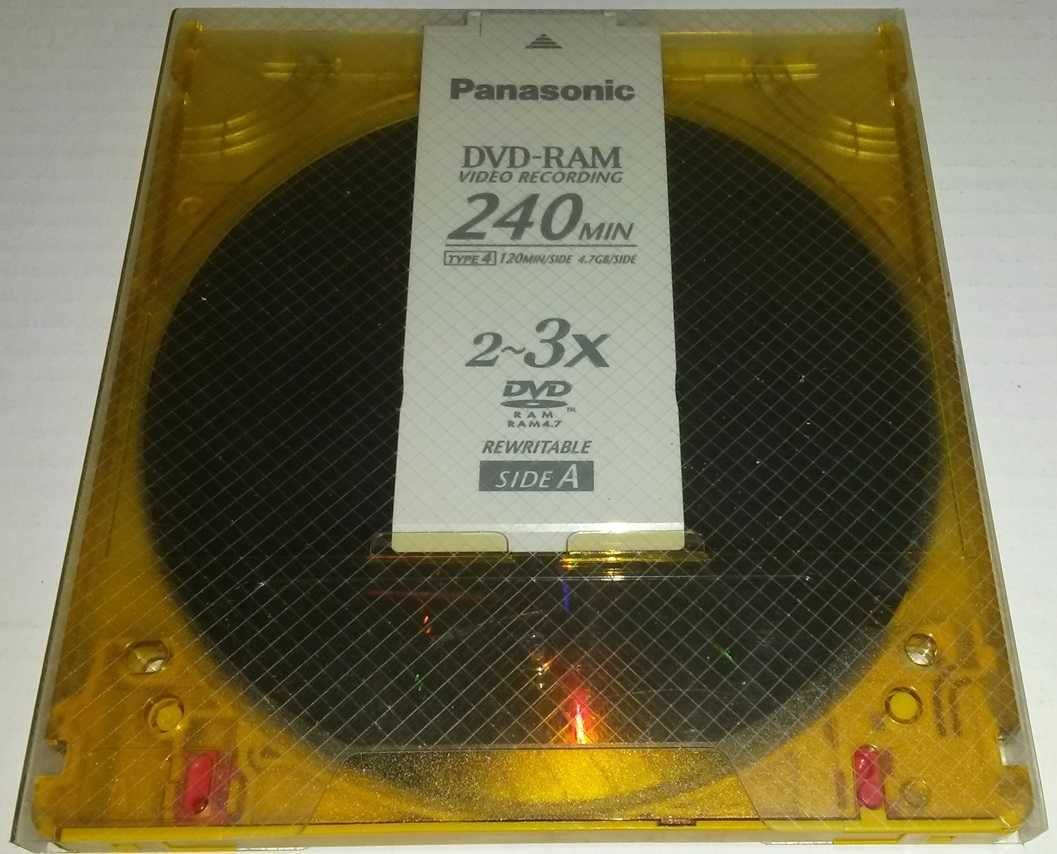 Panasonic
DVD-RAM
VIDEO RECORDING
240MIN
TYPE 4 120MIN/SIDE 4.7GB/SIDE
2~3X
DVD
RAM™
RAM4.7
REWRITABLE
SIDE A